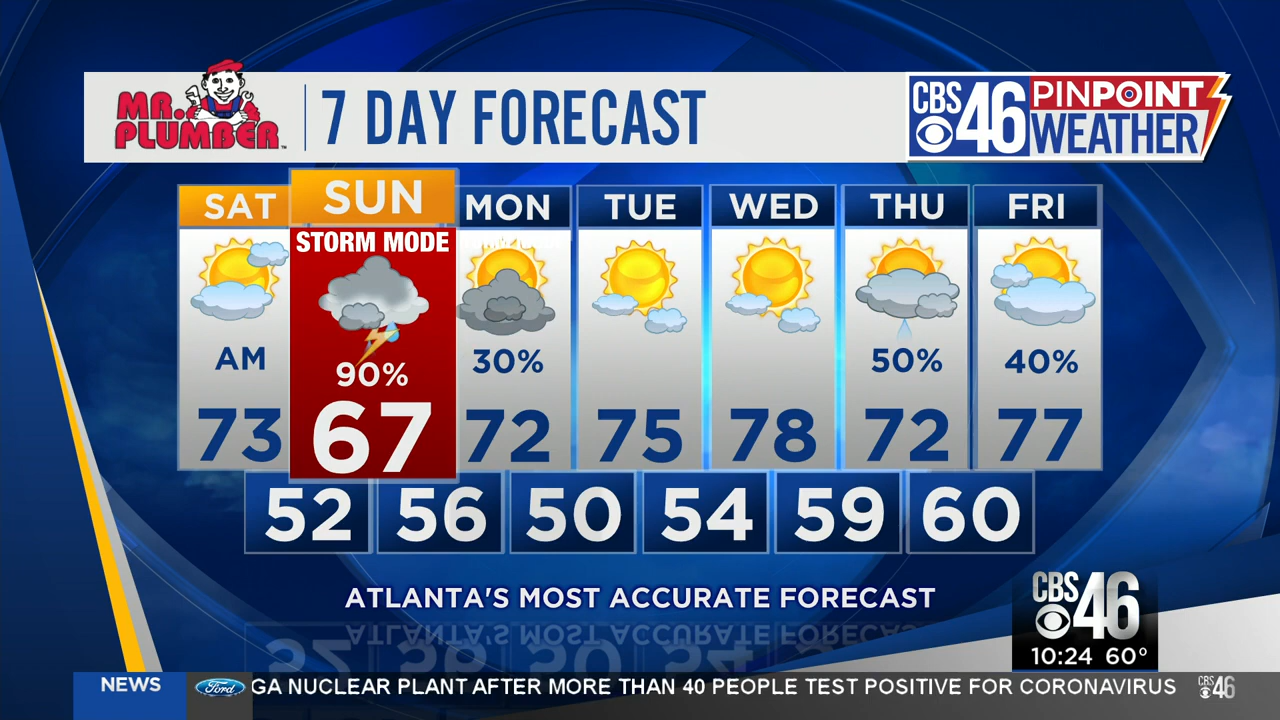 MR. PLUMBER™
7 DAY FORECAST
CBS 46 PINPOINT WEATHER
SAT SUN MON TUE WED THU FRI
STORM MODE
AM 90% 30% 50% 40%
73 67 72 75 78 72 77
52 56 50 54 59 60
ATLANTA'S MOST ACCURATE FORECAST
CBS 46
10:24 60°
NEWS Ford GA NUCLEAR PLANT AFTER MORE THAN 40 PEOPLE TEST POSITIVE FOR CORONAVIRUS CBS 46